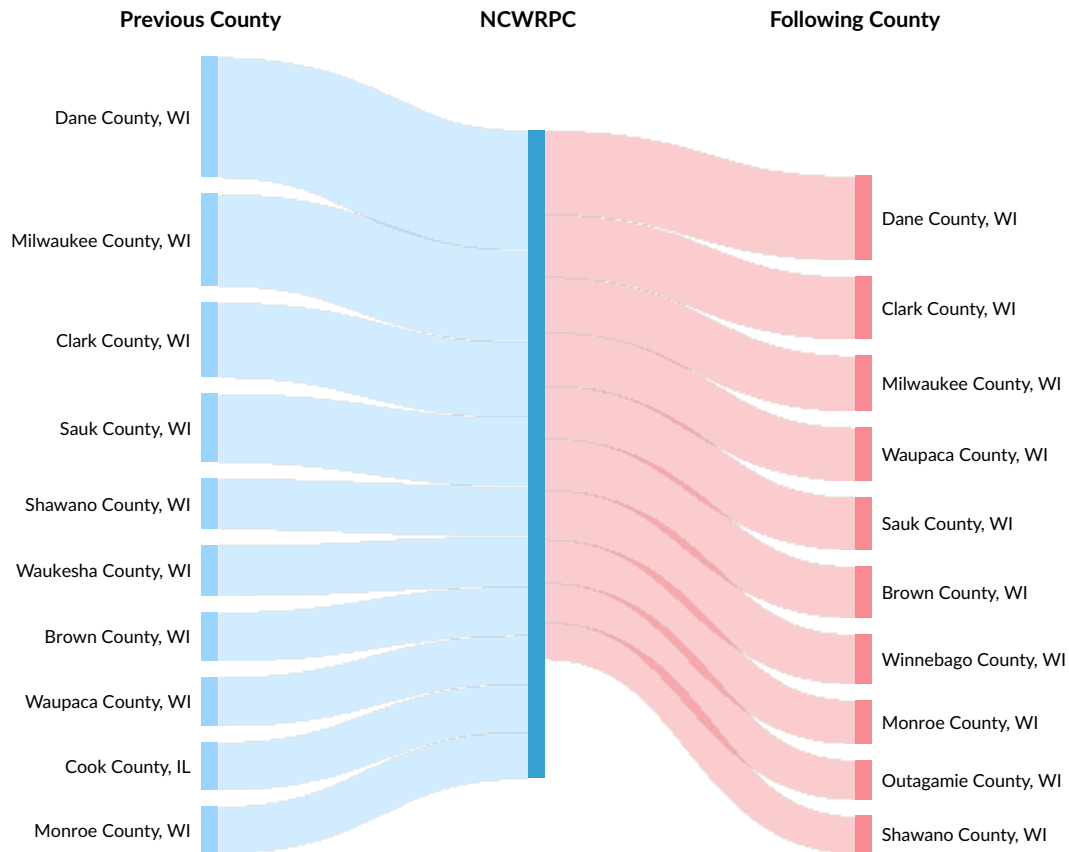 Previous County
NCWRPC
Following County
Dane County, WI
Milwaukee County, WI
Clark County, WI
Sauk County, WI
Shawano County, WI
Waukesha County, WI
Brown County, WI
Waupaca County, WI
Cook County, IL
Monroe County, WI
Dane County, WI
Clark County, WI
Milwaukee County, WI
Waupaca County, WI
Sauk County, WI
Brown County, WI
Winnebago County, WI
Monroe County, WI
Outagamie County, WI
Shawano County, WI